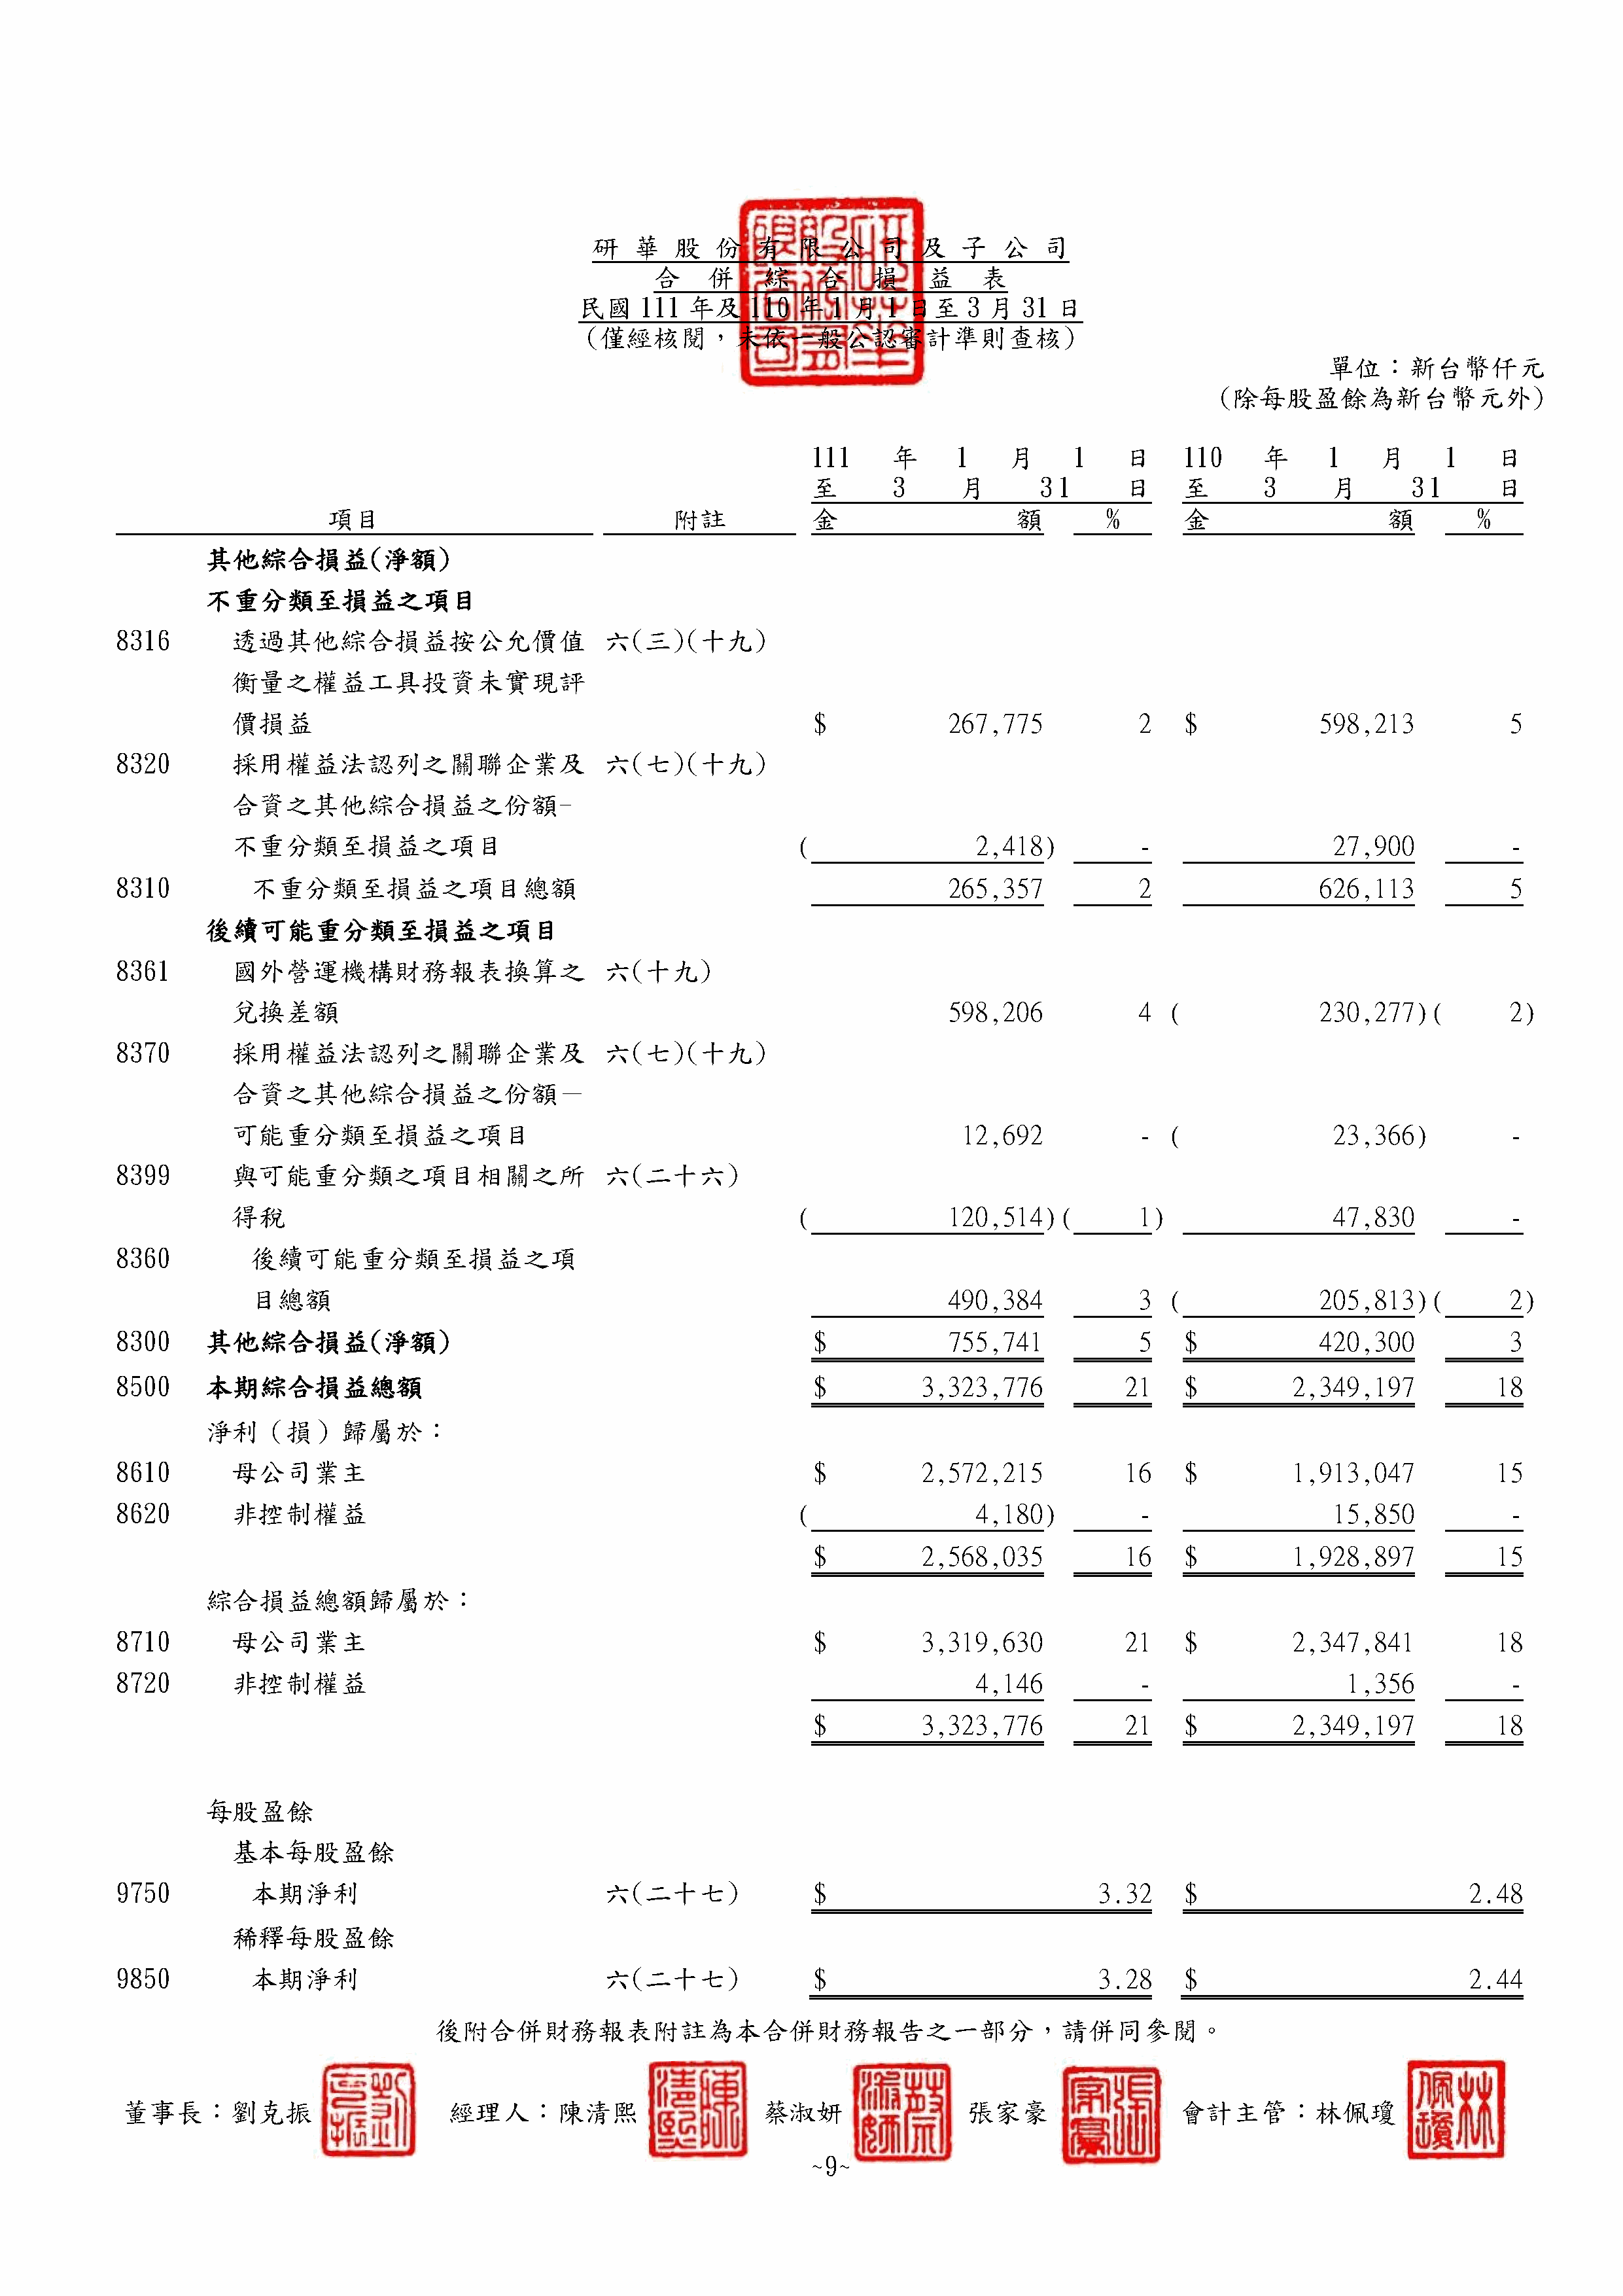 研華股份有限公司及子公司
合併綜合損益表
民國 111 年及 110 年 1 月 1 日至 3 月 31 日
(僅經核閱，未依一般公認審計準則查核)
單位：新台幣仟元
(除每股盈餘為新台幣元外)
111 年 1 月 1 日 110 年 1 月 1 日
至 3 月 31 日 至 3 月 31 日
項目 附註 金額 % 金額 %
其他綜合損益(淨額)
不重分類至損益之項目
8316 透過其他綜合損益按公允價值 六(三)(十九)
衡量之權益工具投資未實現評
價損益 $ 267,775 2 $ 598,213 5
8320 採用權益法認列之關聯企業及 六(七)(十九)
合資之其他綜合損益之份額-
不重分類至損益之項目 ( 2,418) - 27,900 -
8310 不重分類至損益之項目總額 265,357 2 626,113 5
後續可能重分類至損益之項目
8361 國外營運機構財務報表換算之 六(十九)
兌換差額 598,206 4 ( 230,277)( 2)
8370 採用權益法認列之關聯企業及 六(七)(十九)
合資之其他綜合損益之份額－
可能重分類至損益之項目 12,692 - ( 23,366) -
8399 與可能重分類之項目相關之所 六(二十六)
得稅 ( 120,514)( 1) 47,830 -
8360 後續可能重分類至損益之項
目總額 490,384 3 ( 205,813)( 2)
8300 其他綜合損益(淨額) $ 755,741 5 $ 420,300 3
8500 本期綜合損益總額 $ 3,323,776 21 $ 2,349,197 18
淨利（損）歸屬於：
8610 母公司業主 $ 2,572,215 16 $ 1,913,047 15
8620 非控制權益 ( 4,180) - 15,850 -
$ 2,568,035 16 $ 1,928,897 15
綜合損益總額歸屬於：
8710 母公司業主 $ 3,319,630 21 $ 2,347,841 18
8720 非控制權益 4,146 - 1,356 -
$ 3,323,776 21 $ 2,349,197 18
每股盈餘
基本每股盈餘
9750 本期淨利 六(二十七) $ 3.32 $ 2.48
稀釋每股盈餘
9850 本期淨利 六(二十七) $ 3.28 $ 2.44
後附合併財務報表附註為本合併財務報告之一部分，請併同參閱。
董事長：劉克振 經理人：陳清熙 蔡淑妍 張家豪 會計主管：林佩瓊
~9~